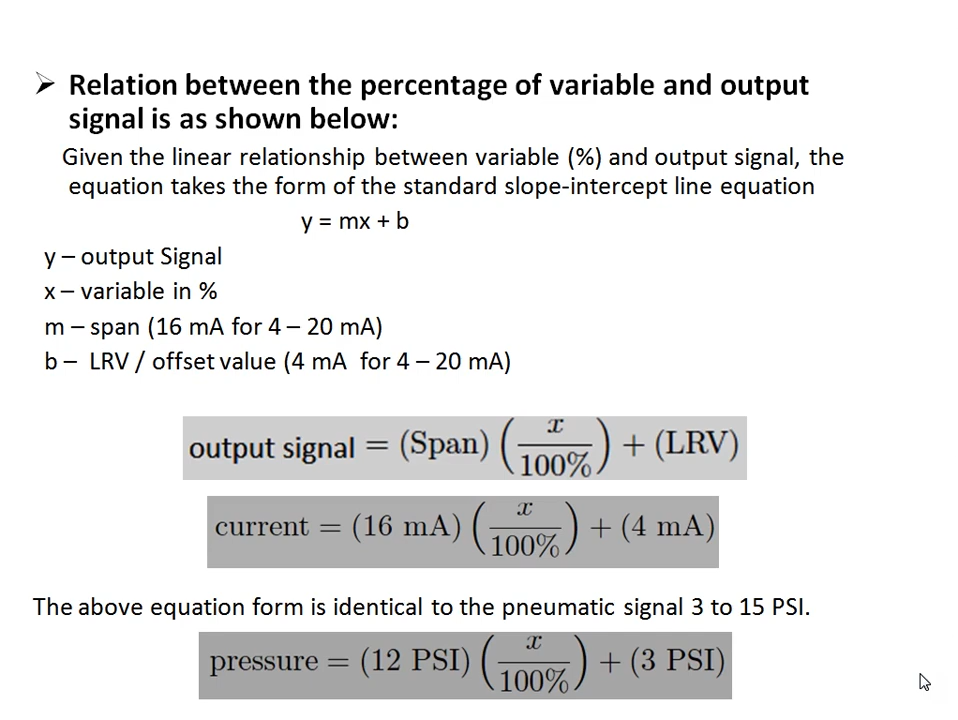 ➢ Relation between the percentage of variable and output
signal is as shown below:
Given the linear relationship between variable (%) and output signal, the
equation takes the form of the standard slope-intercept line equation
y = mx + b
y – output Signal
x – variable in %
m – span (16 mA for 4 – 20 mA)
b – LRV / offset value (4 mA for 4 – 20 mA)
output signal = (Span) (x/100%) + (LRV)
current = (16 mA) (x/100%) + (4 mA)
The above equation form is identical to the pneumatic signal 3 to 15 PSI.
pressure = (12 PSI) (x/100%) + (3 PSI)